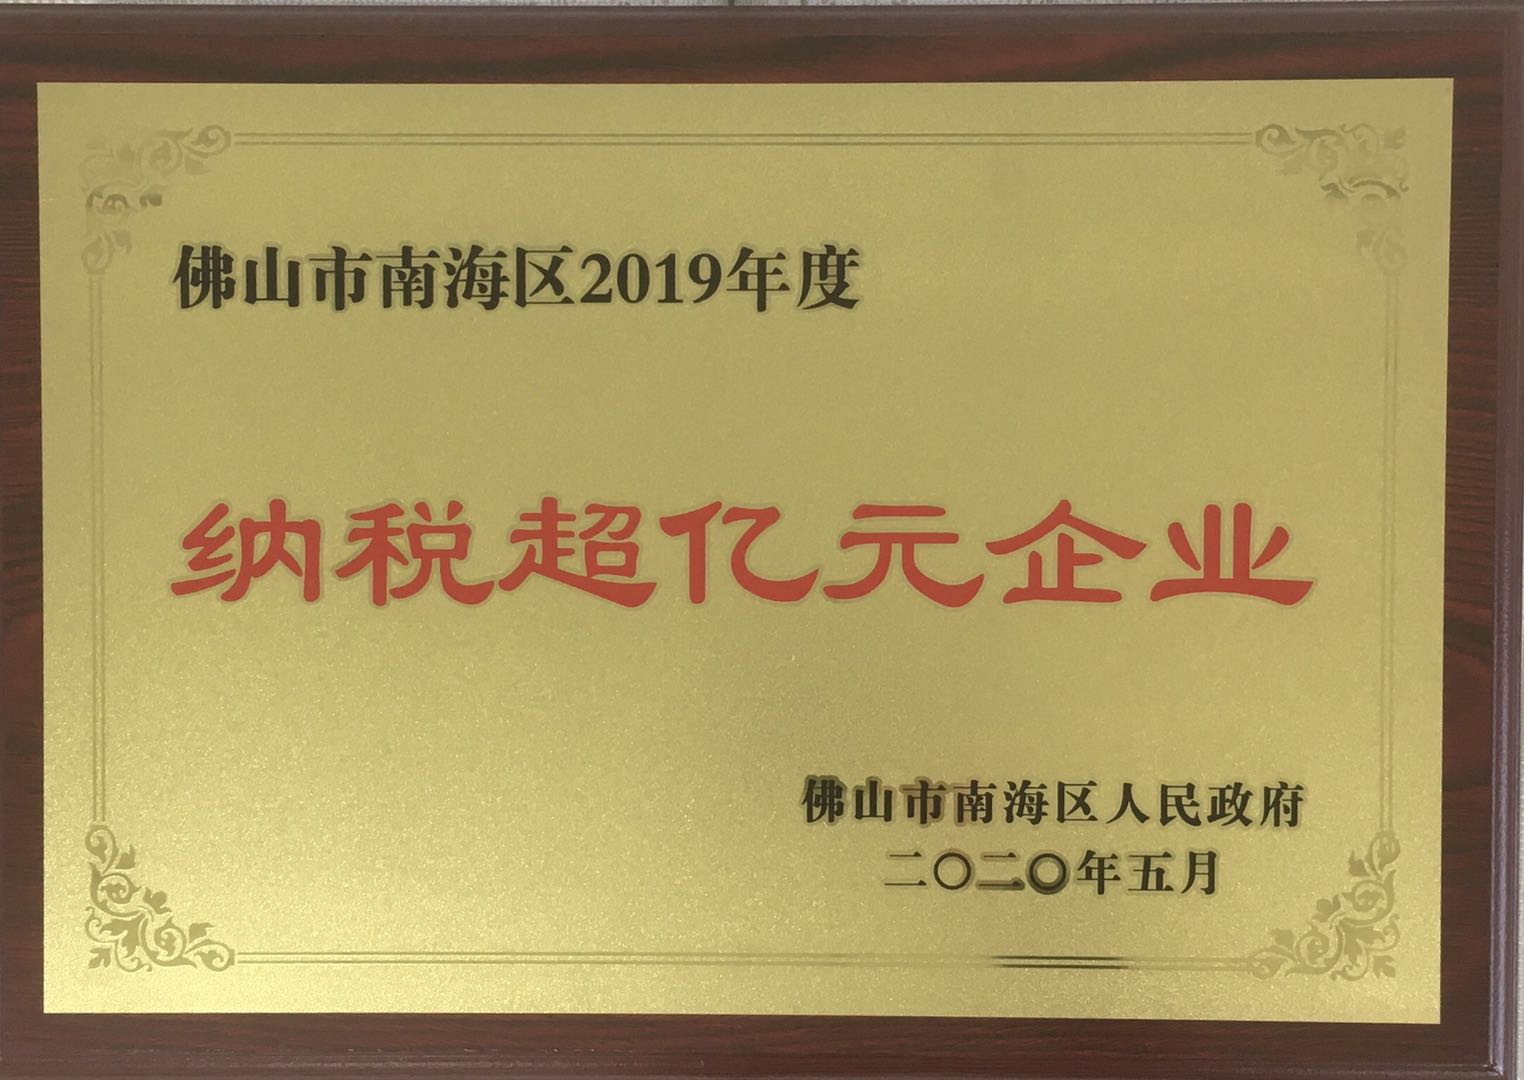 佛山市南海区2019年度
纳税超亿元企业
佛山市南海区人民政府
二〇二〇年五月